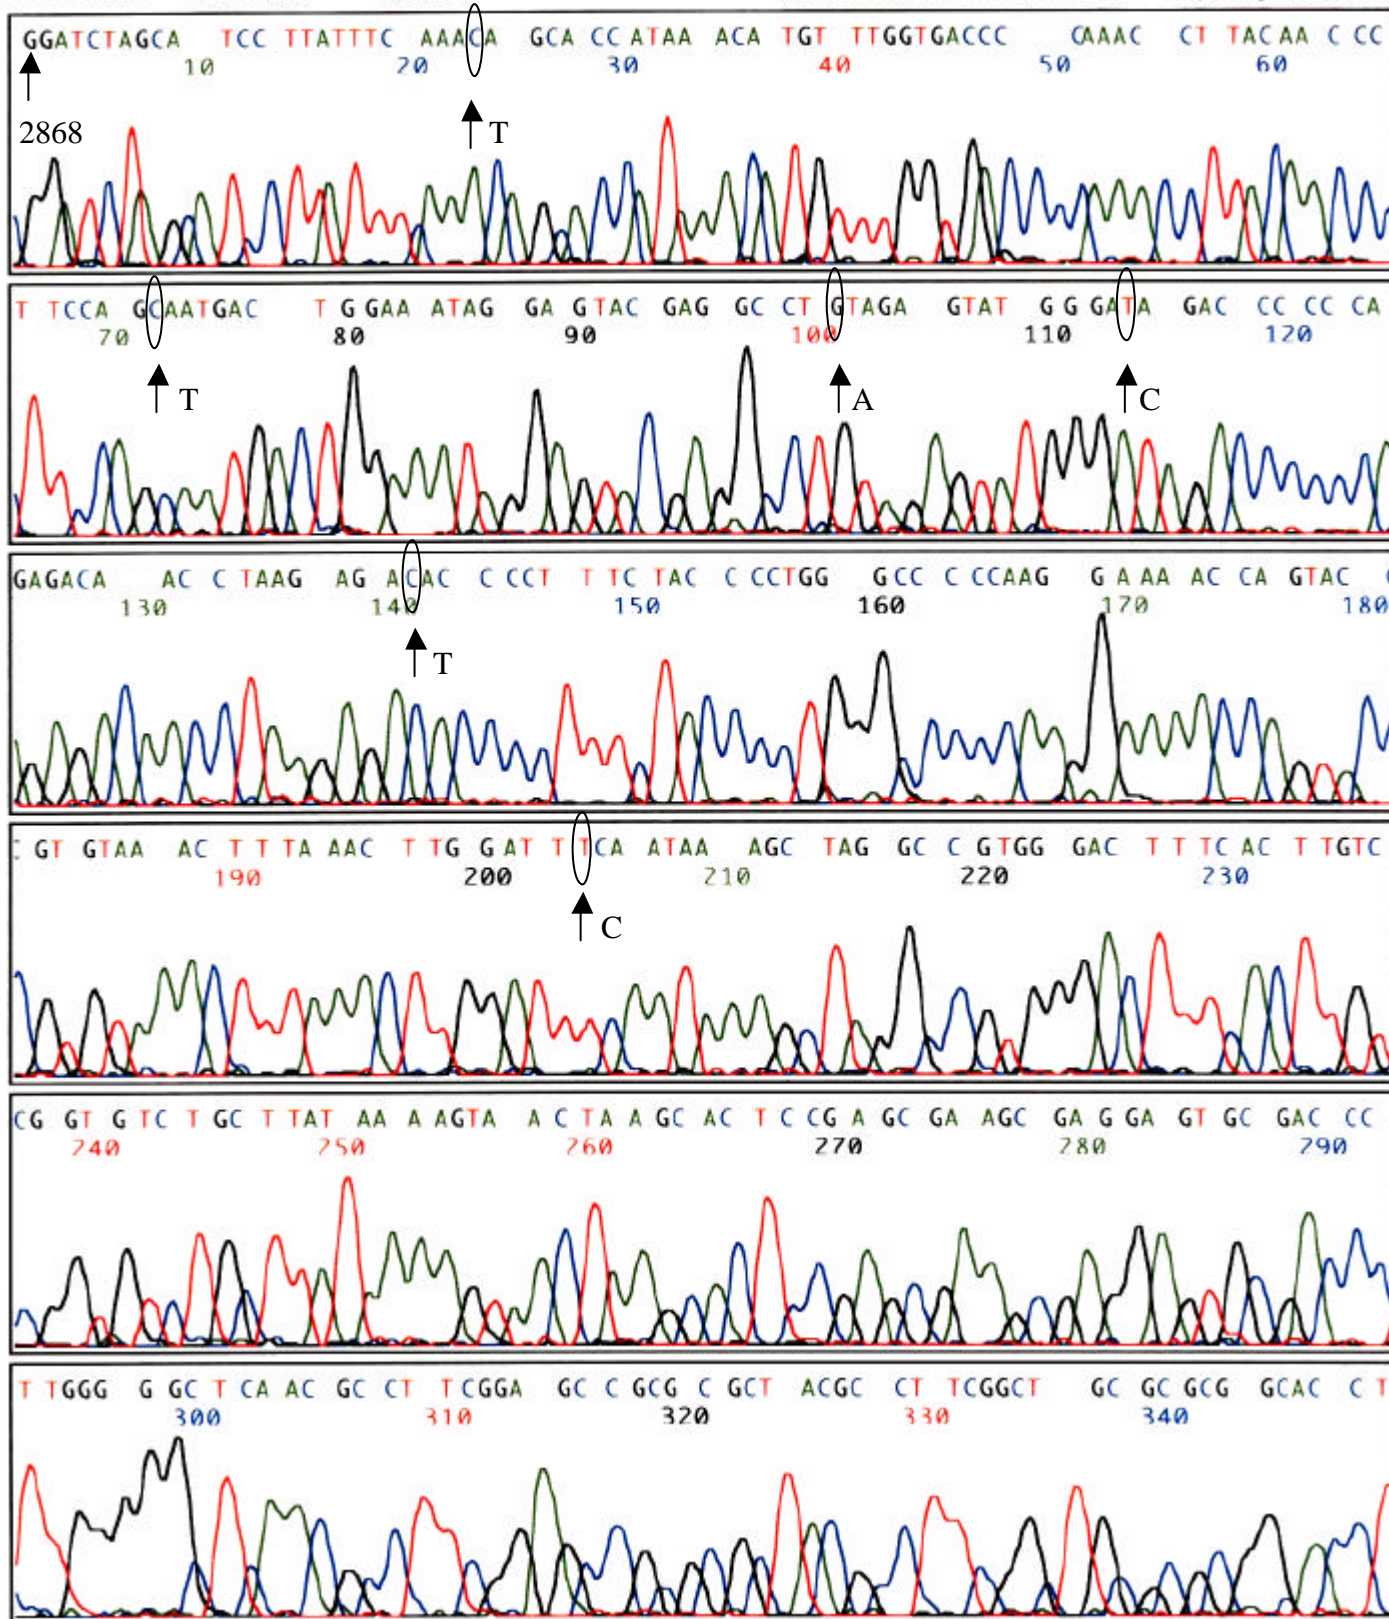 GGATCTAGCA TCC TTATTTC AAACA GCA CC ATAA ACA TGT TTGGTGACCC CAAAC CT TACAA C CC
10 20 30 40 50 60
T
2868
T TCCA GCAATGAC T G GAA ATAG GA GTAC GAG GC CT GTAGA GTAT G G GATA GAC CC CC CA
70 80 90 100 110 120
T A C
GAGACA AC C TAAG AG ACAC C CCT T TC TAC C CCTGG GCC C CCAAG G A AA AC CA GTAC
130 140 150 160 170 180
T
C GT GTAA AC T T TA AAC T TG GAT T TCA ATAA AGC TAG GC C GTGG GAC T T TC AC T TGTC
190 200 210 220 230
C
CG GT G TC T GC T TAT AA A AGTA A C TA A GC AC T C CG A GC GA AGC GA G GA GT GC GAC CC
240 250 260 270 280 290
T TGGG G GC T CA AC GC CT TCGGA GC C GCG C GCT ACGC CT TCGGCT GC GC GCG GCAC C T
300 310 320 330 340